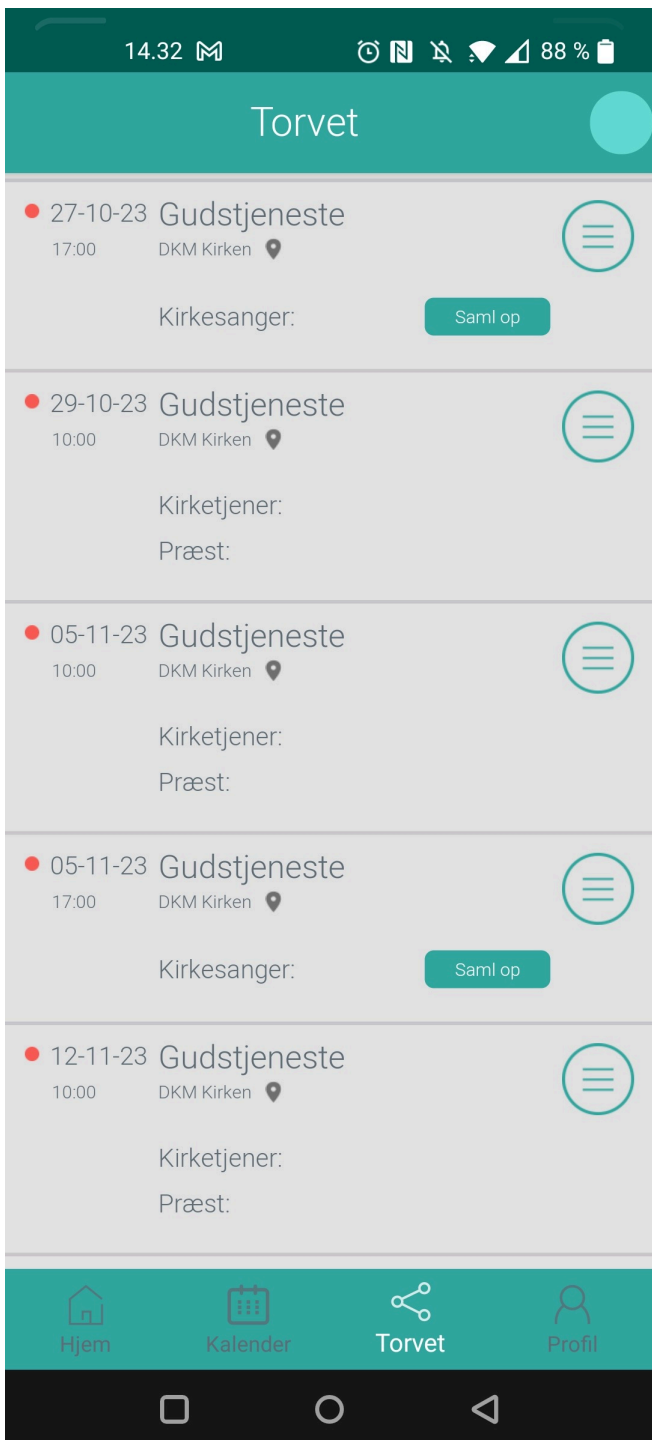 14.32 88 %
Torvet
27-10-23 Gudstjeneste
17:00 DKM Kirken
Kirkesanger: Saml op
29-10-23 Gudstjeneste
10:00 DKM Kirken
Kirketjener:
Præst:
05-11-23 Gudstjeneste
10:00 DKM Kirken
Kirketjener:
Præst:
05-11-23 Gudstjeneste
17:00 DKM Kirken
Kirkesanger: Saml op
12-11-23 Gudstjeneste
10:00 DKM Kirken
Kirketjener:
Præst:
Hjem Kalender Torvet Profil